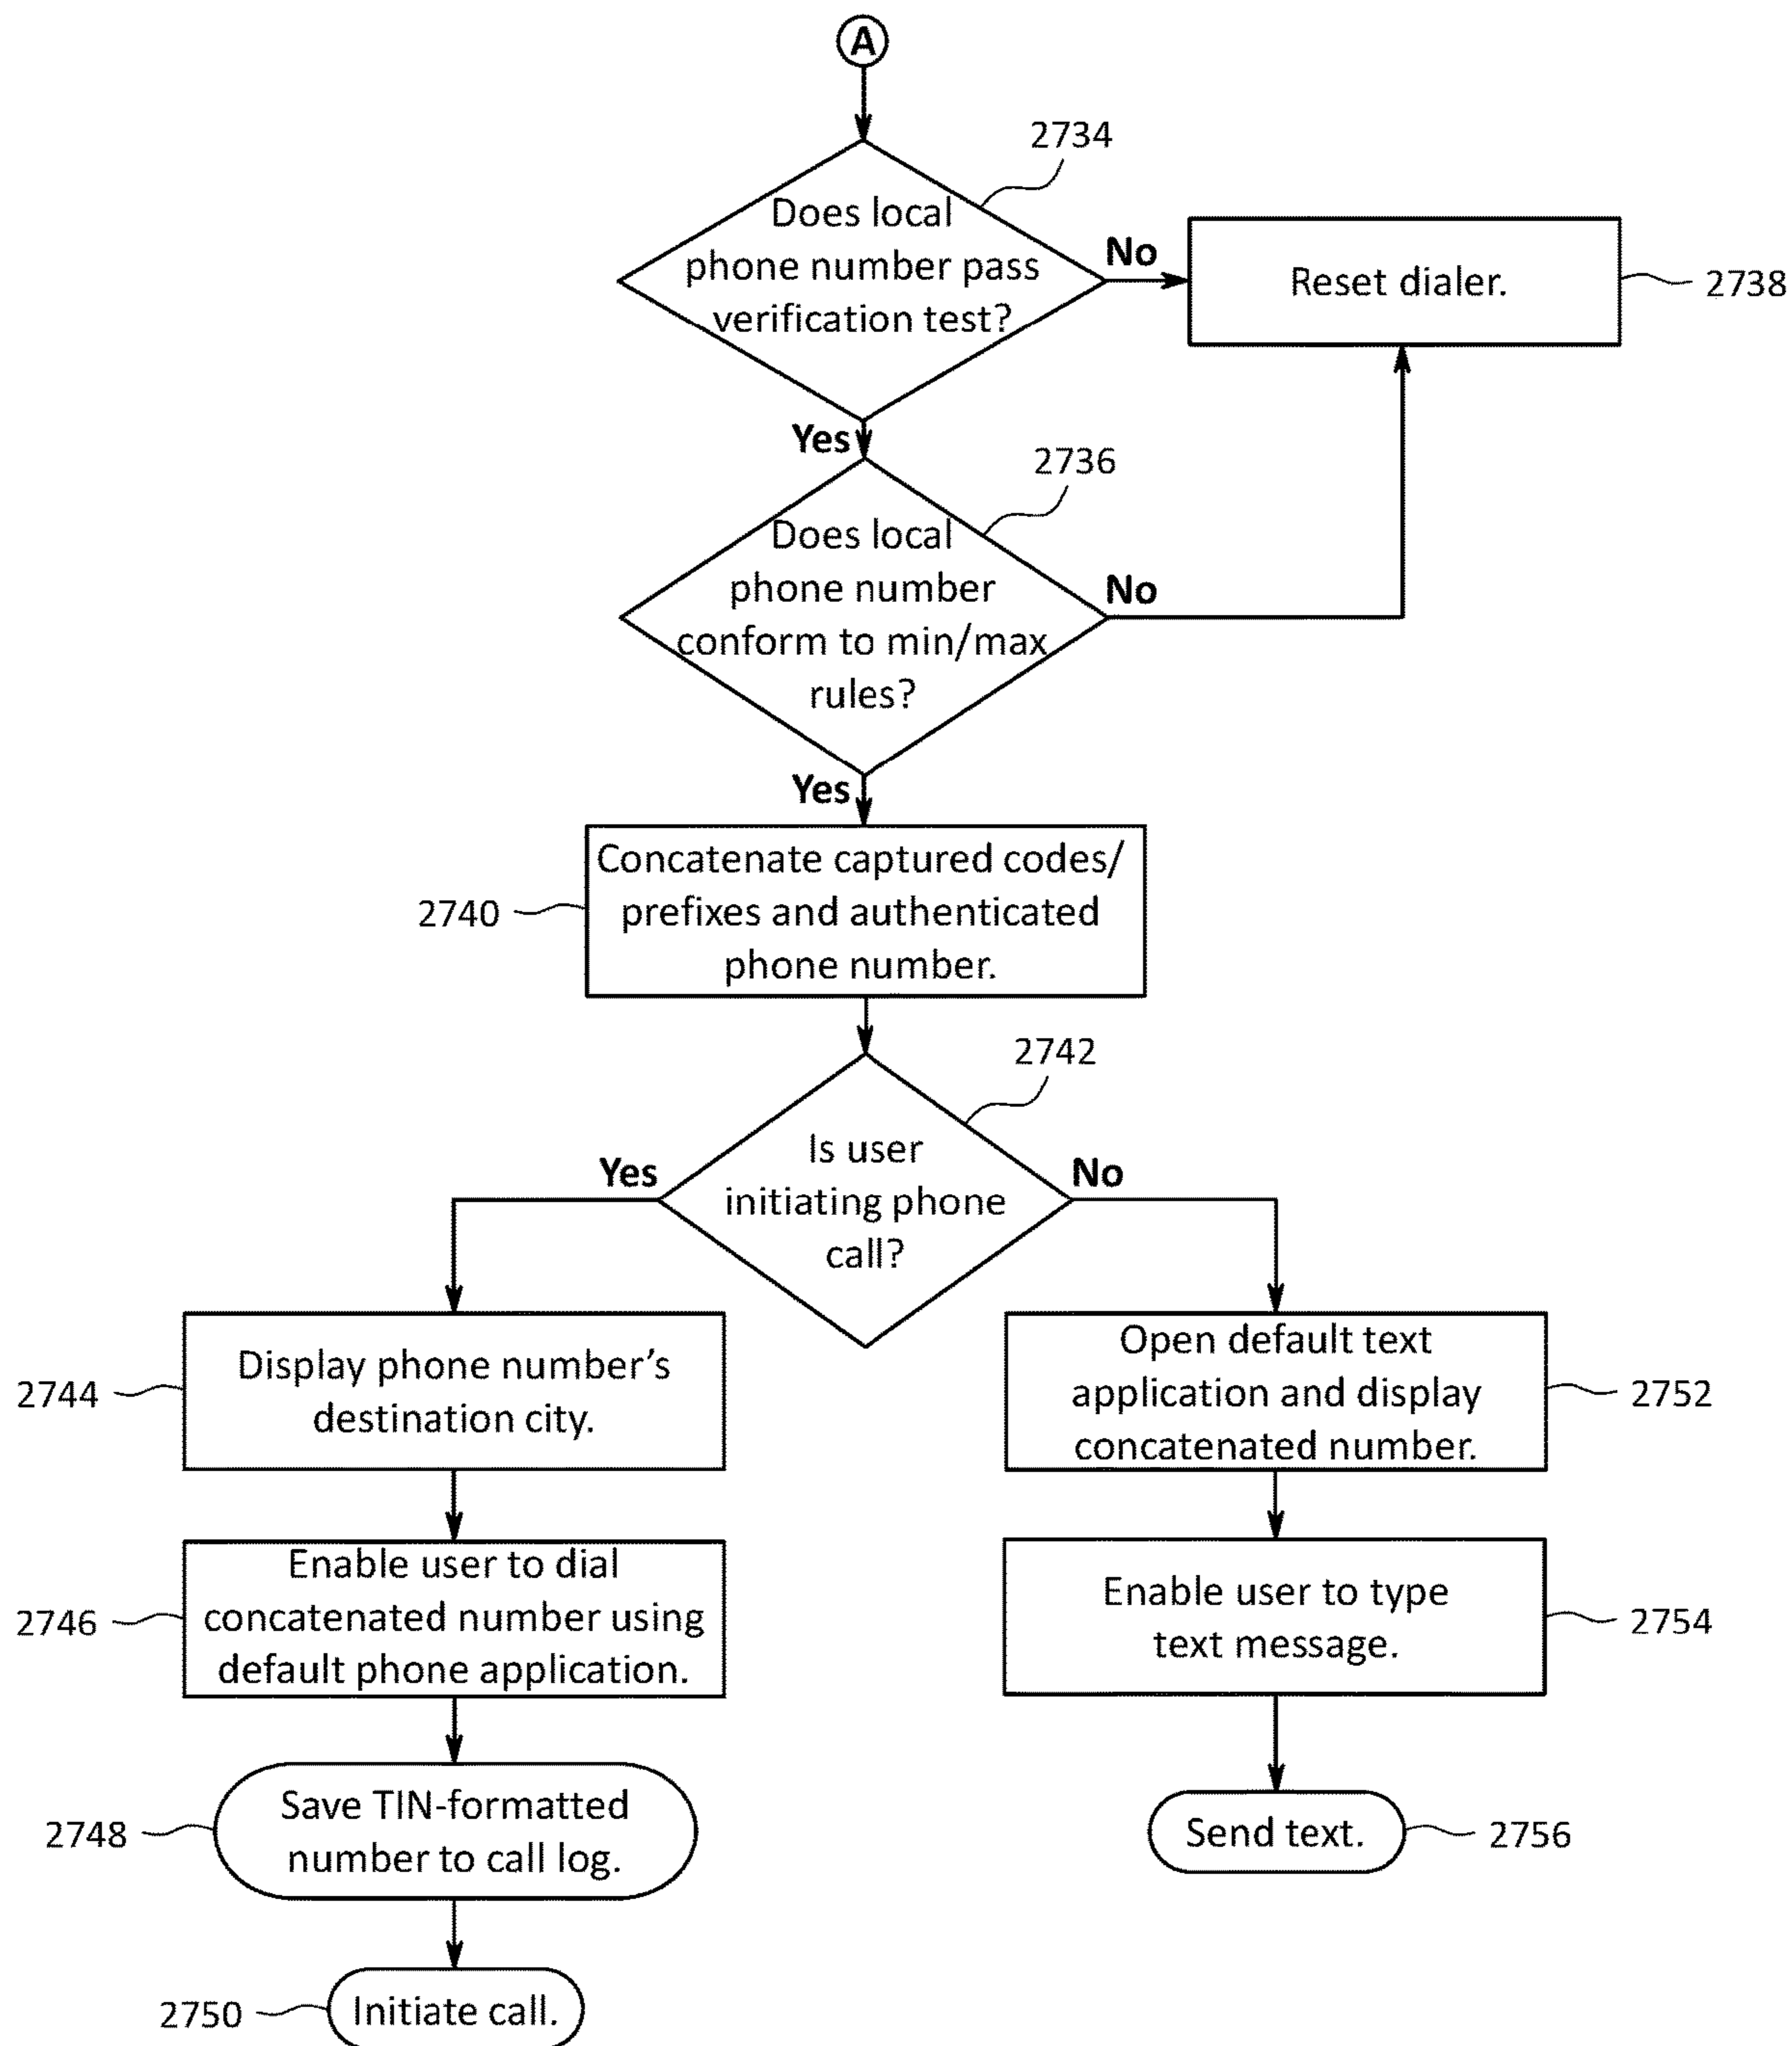 A
2734
Does local
phone number pass
verification test?
No
Reset dialer.
2738
Yes
2736
Does local
phone number
conform to min/max
rules?
No
Yes
Concatenate captured codes/
prefixes and authenticated
phone number.
2740
2742
Is user
initiating phone
call?
Yes
No
Display phone number’s
destination city.
2744
Open default text
application and display
concatenated number.
2752
Enable user to dial
concatenated number using
default phone application.
2746
Enable user to type
text message.
2754
Save TIN-formatted
number to call log.
2748
Send text.
2756
2750
Initiate call.